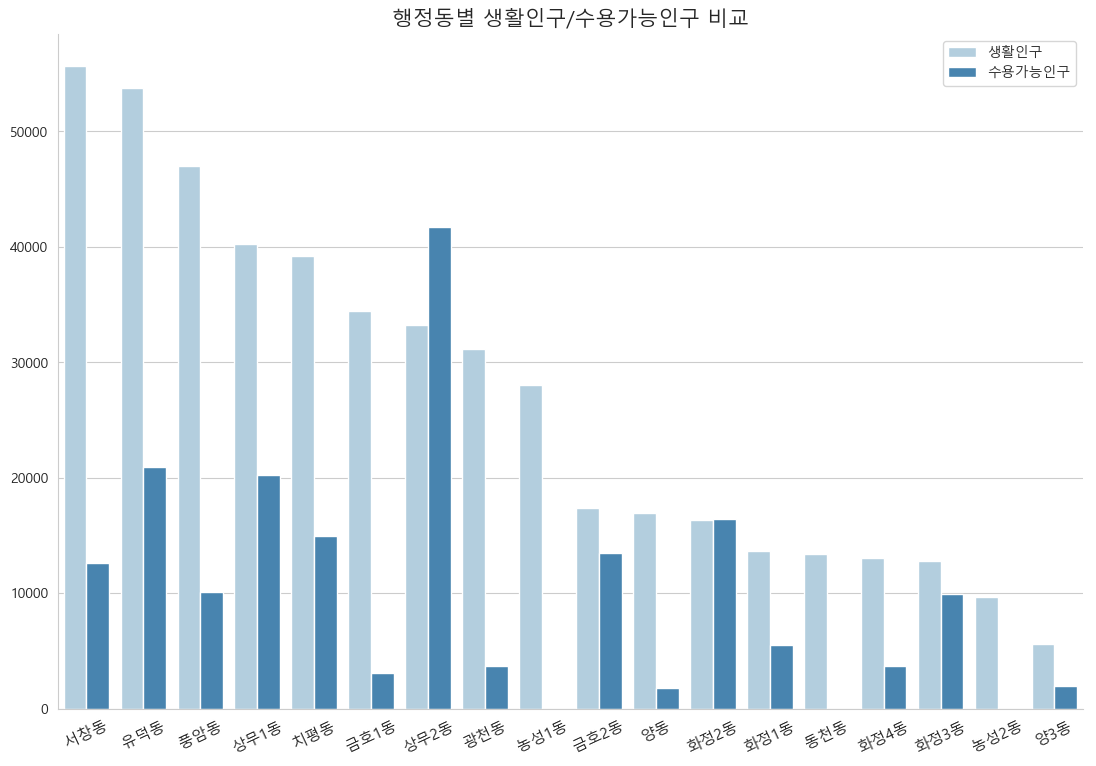 행정동별 생활인구/수용가능인구 비교
생활인구
수용가능인구
50000
40000
30000
20000
10000
0
서창동 유덕동 풍암동 상무1동 치평동 금호1동 상무2동 광천동 농성1동 금호2동 양동 화정2동 화정1동 동천동 화정4동 화정3동 농성2동 양3동